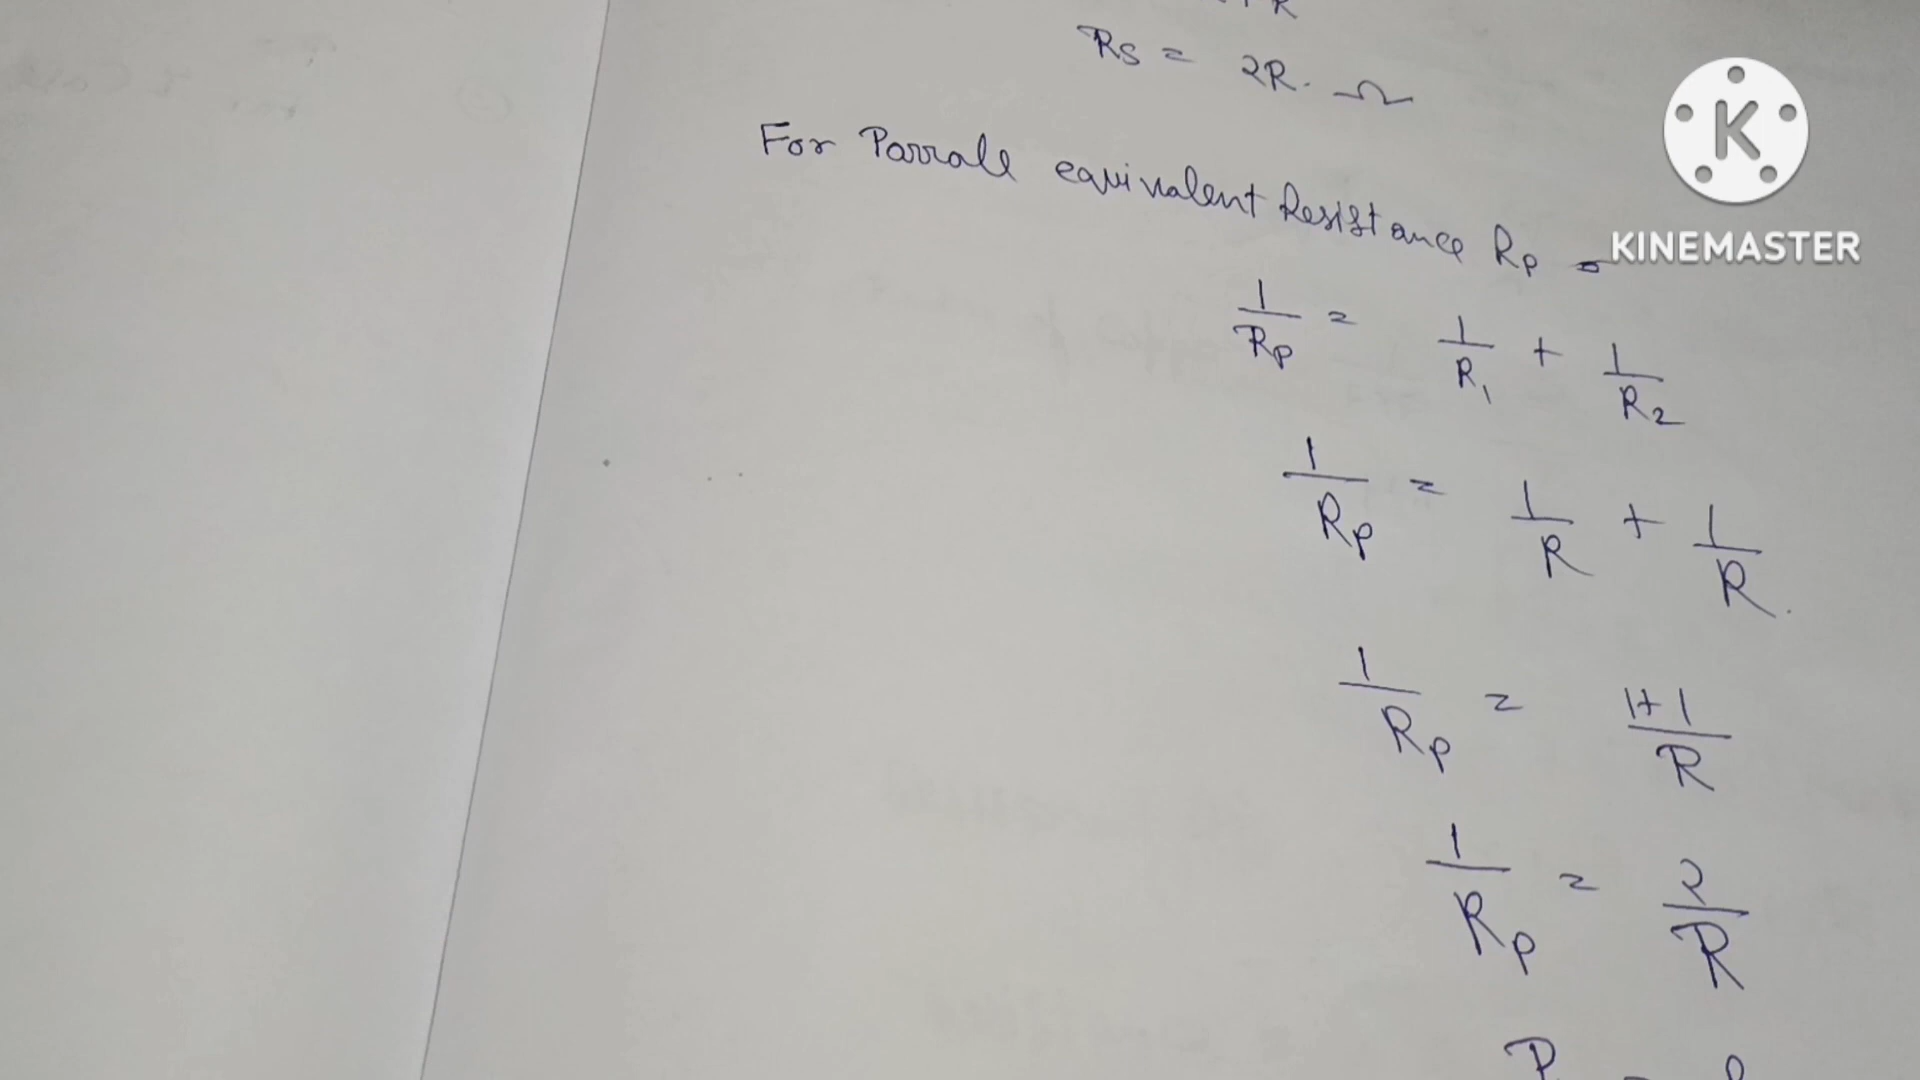 Rs = 2R. Ω
For Parrall equivalent Resistance Rp =
K
KINEMASTER
1/Rp = 1/R1 + 1/R2
1/Rp = 1/R + 1/R.
1/Rp = 1+1/R
1/Rp = 2/R